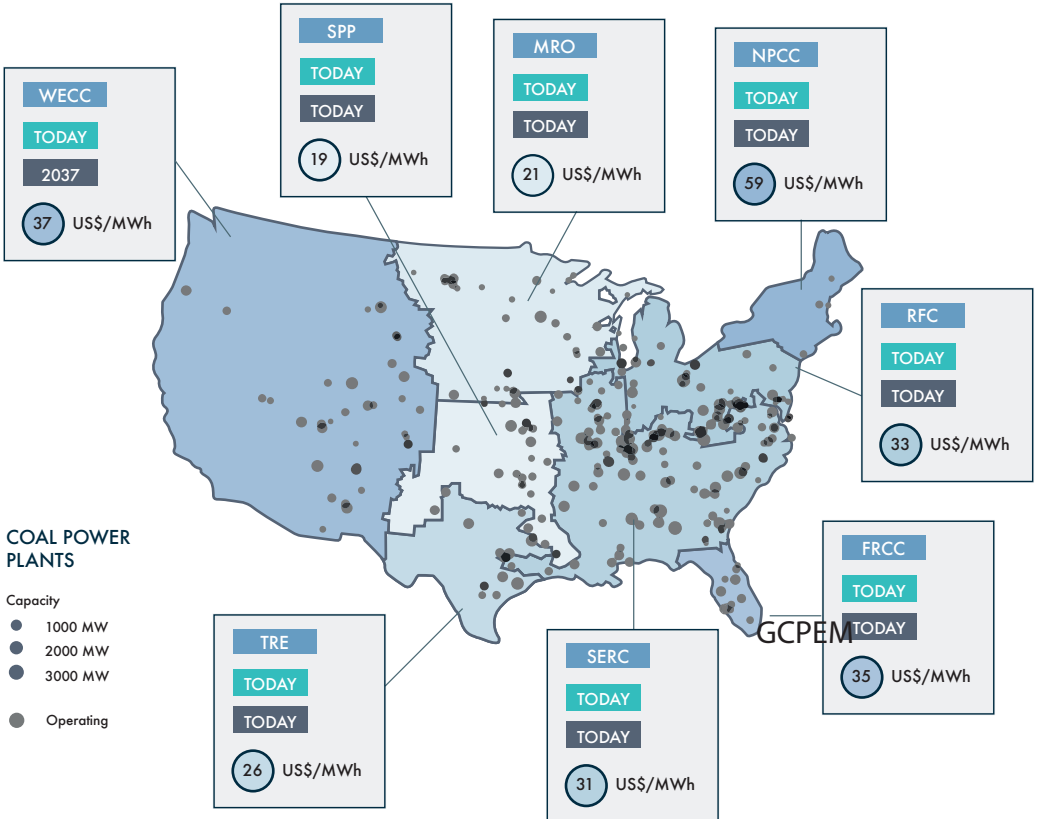 SPP
TODAY
TODAY
19 US$/MWh
MRO
TODAY
TODAY
21 US$/MWh
NPCC
TODAY
TODAY
59 US$/MWh
WECC
TODAY
2037
37 US$/MWh
RFC
TODAY
TODAY
33 US$/MWh
COAL POWER
PLANTS
Capacity
1000 MW
2000 MW
3000 MW
Operating
FRCC
TODAY
TODAY
35 US$/MWh
GCPEM
TRE
TODAY
TODAY
26 US$/MWh
SERC
TODAY
TODAY
31 US$/MWh